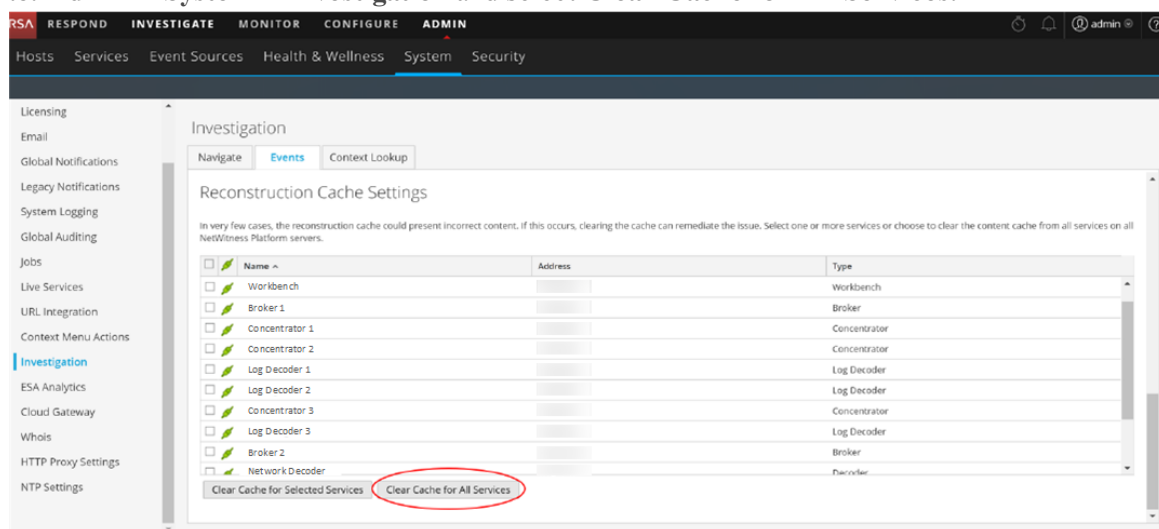 RSA RESPOND INVESTIGATE MONITOR CONFIGURE ADMIN admin
Hosts Services Event Sources Health & Wellness System Security
Licensing
Email
Global Notifications
Legacy Notifications
System Logging
Global Auditing
Jobs
Live Services
URL Integration
Context Menu Actions
Investigation
ESA Analytics
Cloud Gateway
Whois
HTTP Proxy Settings
NTP Settings
Investigation
Navigate Events Context Lookup
Reconstruction Cache Settings
In very few cases, the reconstruction cache could present incorrect content. If this occurs, clearing the cache can remediate the issue. Select one or more services or choose to clear the content cache from all services on all
NetWitness Platform servers.
Name Address Type
Workbench Workbench
Broker 1 Broker
Concentrator 1 Concentrator
Concentrator 2 Concentrator
Log Decoder 1 Log Decoder
Log Decoder 2 Log Decoder
Concentrator 3 Concentrator
Log Decoder 3 Log Decoder
Broker 2 Broker
Network Decoder Decoder
Clear Cache for Selected Services Clear Cache for All Services